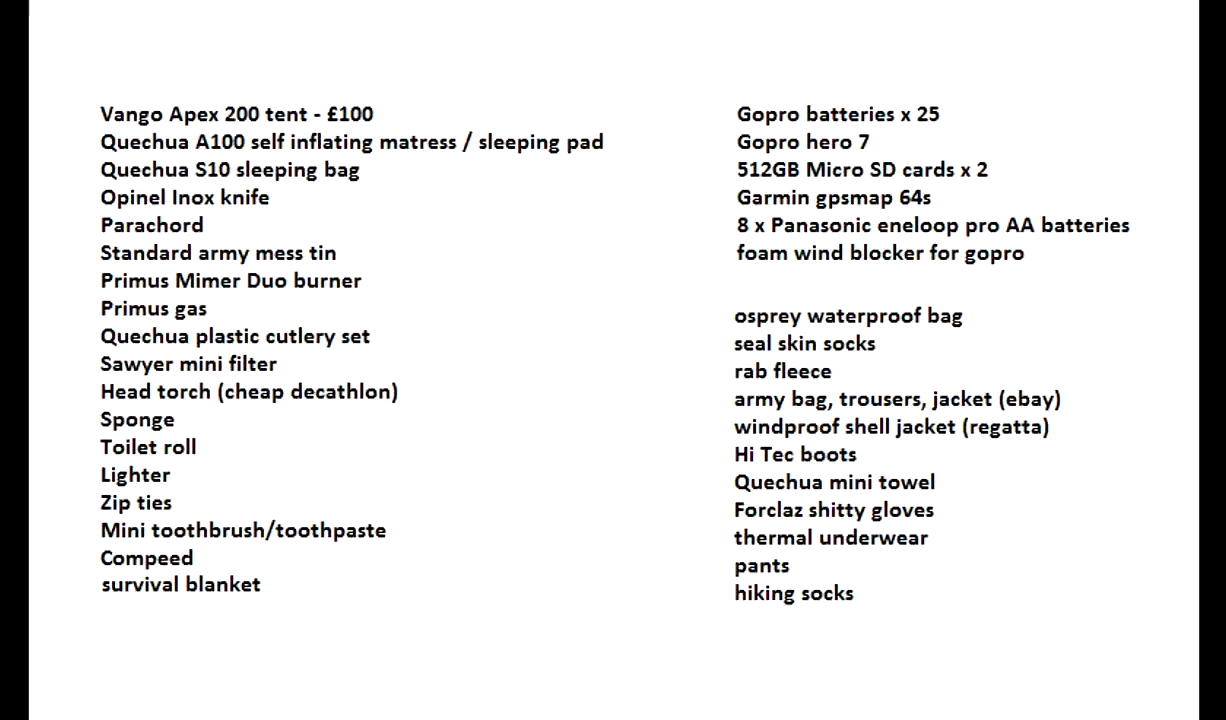 Vango Apex 200 tent - £100
Quechua A100 self inflating matress / sleeping pad
Quechua S10 sleeping bag
Opinel Inox knife
Parachord
Standard army mess tin
Primus Mimer Duo burner
Primus gas
Quechua plastic cutlery set
Sawyer mini filter
Head torch (cheap decathlon)
Sponge
Toilet roll
Lighter
Zip ties
Mini toothbrush/toothpaste
Compeed
survival blanket
Gopro batteries x 25
Gopro hero 7
512GB Micro SD cards x 2
Garmin gpsmap 64s
8 x Panasonic eneloop pro AA batteries
foam wind blocker for gopro
osprey waterproof bag
seal skin socks
rab fleece
army bag, trousers, jacket (ebay)
windproof shell jacket (regatta)
Hi Tec boots
Quechua mini towel
Forclaz shitty gloves
thermal underwear
pants
hiking socks